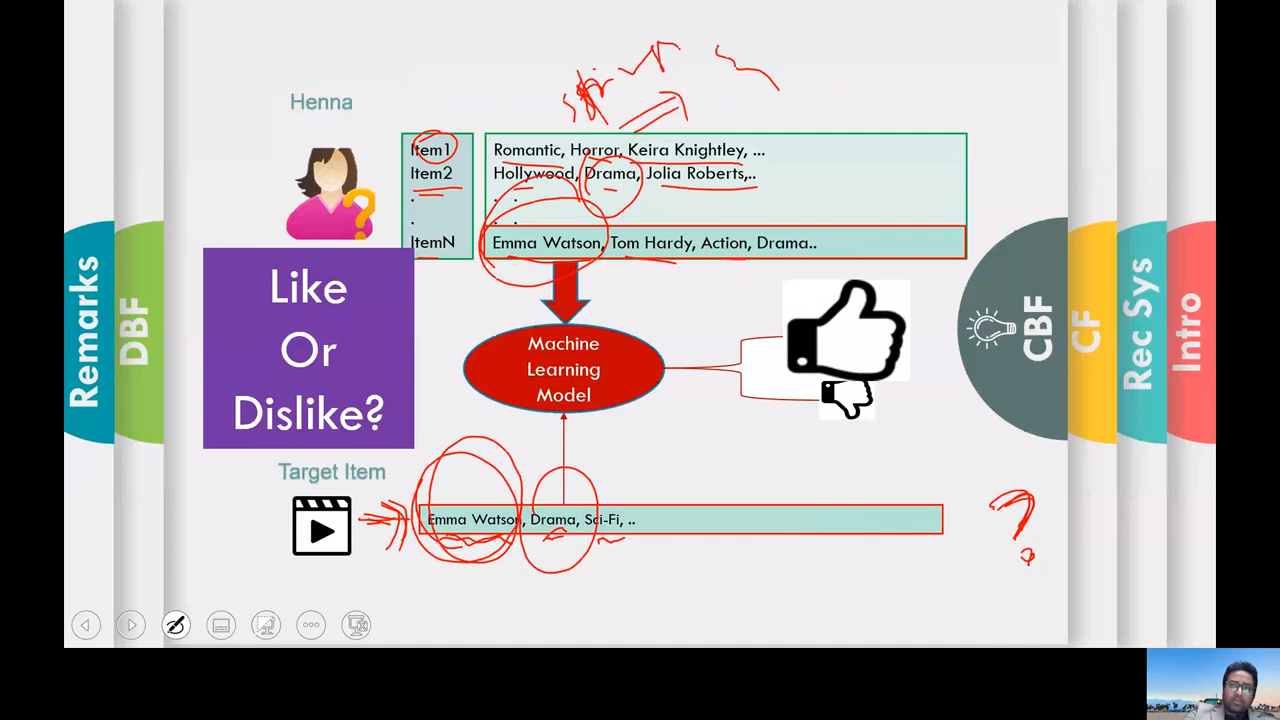 Henna
Item1
Item2
.
.
ItemN
Romantic, Horror, Keira Knightley, ...
Hollywood, Drama, Jolia Roberts,..
. .
. .
Emma Watson, Tom Hardy, Action, Drama..
Like
Or
Dislike?
Machine
Learning
Model
Target Item
Emma Watson, Drama, Sci-Fi, ..
?
Remarks
DBF
CBF
CF
Rec Sys
Intro